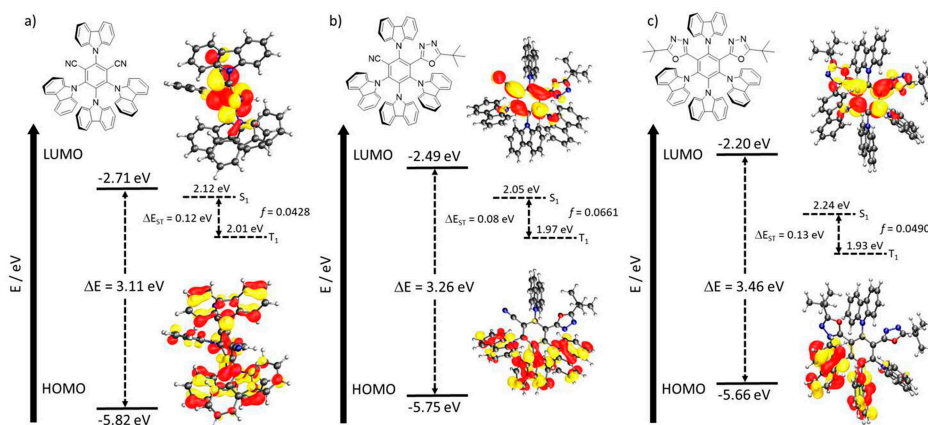 a)
NC
CN
N
N
N
N
LUMO
-2.71 eV
2.12 eV
S1
ΔEST = 0.12 eV
f = 0.0428
2.01 eV
T1
E / eV
ΔE = 3.11 eV
HOMO
-5.82 eV
b)
N
N-N
NC
O
N
N
N
LUMO
-2.49 eV
2.05 eV
S1
ΔEST = 0.08 eV
f = 0.0661
1.97 eV
T1
E / eV
ΔE = 3.26 eV
HOMO
-5.75 eV
c)
N-N
N
N-N
O
O
N
N
N
LUMO
-2.20 eV
2.24 eV
S1
ΔEST = 0.13 eV
f = 0.0490
1.93 eV
T1
E / eV
ΔE = 3.46 eV
HOMO
-5.66 eV